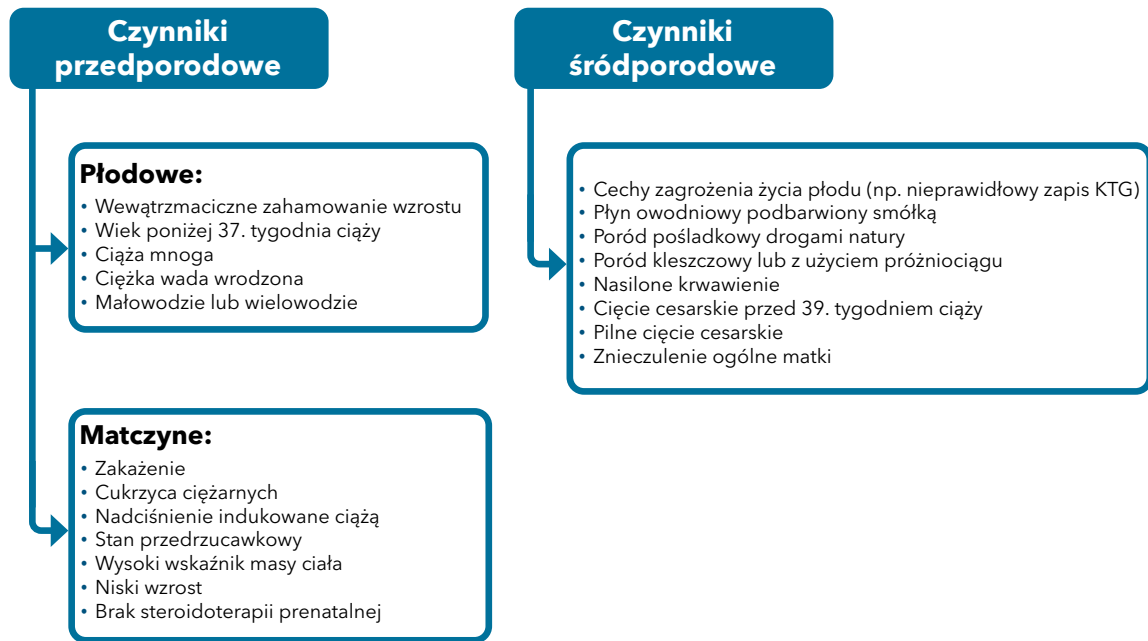 Czynniki
przedporodowe
Płodowe:
• Wewątrzmaciczne zahamowanie wzrostu
• Wiek poniżej 37. tygodnia ciąży
• Ciąża mnoga
• Ciężka wada wrodzona
• Małowodzie lub wielowodzie
Matczyne:
• Zakażenie
• Cukrzyca ciężarnych
• Nadciśnienie indukowane ciążą
• Stan przedrzucawkowy
• Wysoki wskaźnik masy ciała
• Niski wzrost
• Brak steroidoterapii prenatalnej
Czynniki
śródporodowe
• Cechy zagrożenia życia płodu (np. nieprawidłowy zapis KTG)
• Płyn owodniowy podbarwiony smółką
• Poród pośladkowy drogami natury
• Poród kleszczowy lub z użyciem próżniociągu
• Nasilone krwawienie
• Cięcie cesarskie przed 39. tygodniem ciąży
• Pilne cięcie cesarskie
• Znieczulenie ogólne matki